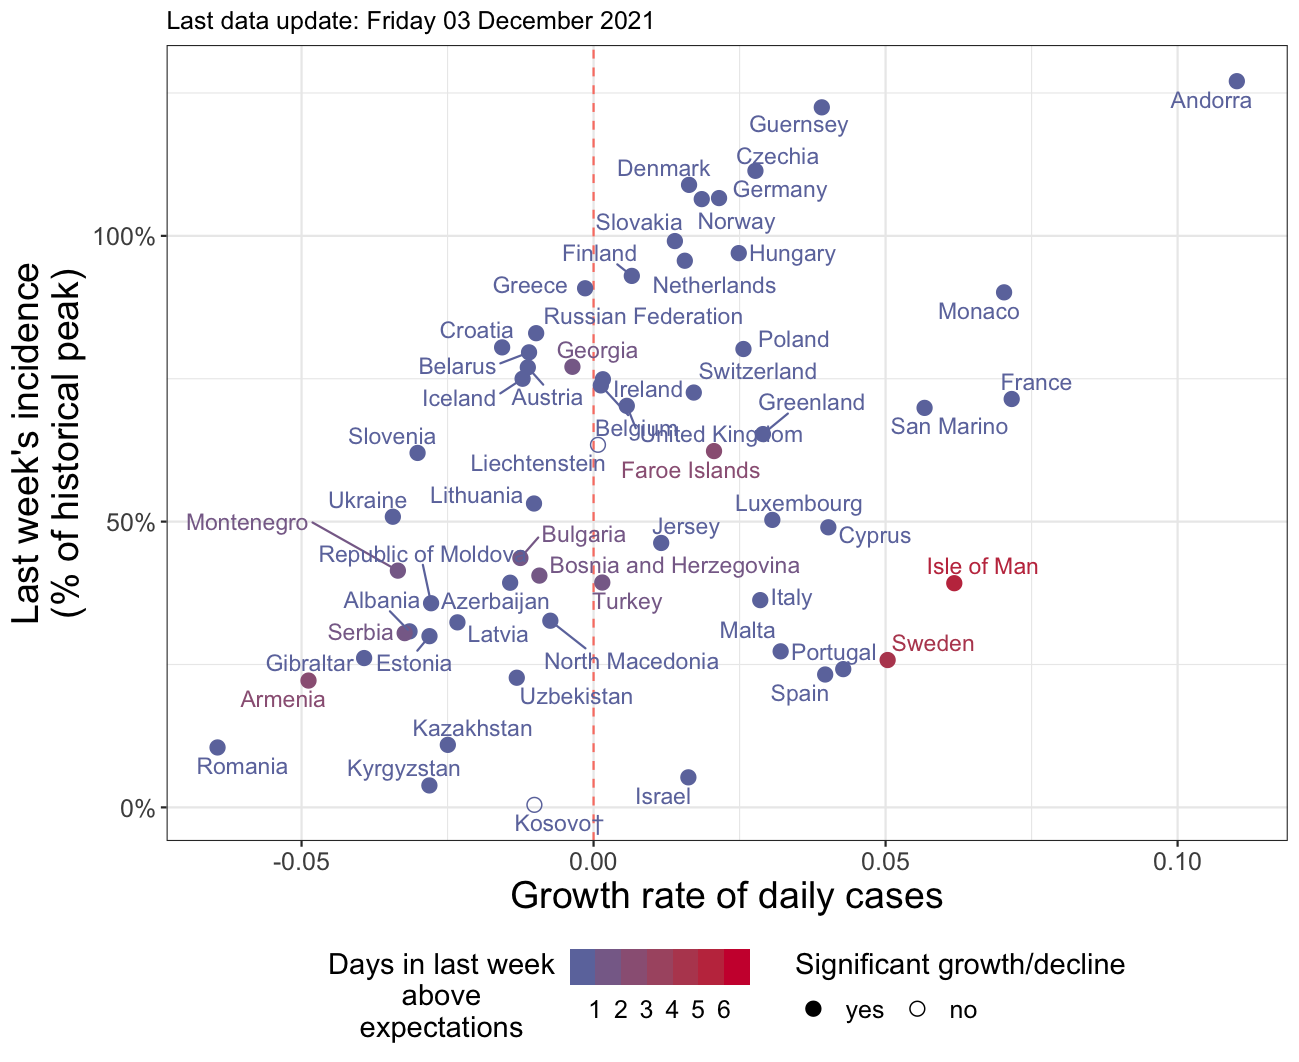 Last data update: Friday 03 December 2021
Andorra
Guernsey
Czechia
Denmark
Germany
Slovakia
Norway
Finland
Hungary
Greece
Netherlands
Monaco
Russian Federation
Croatia
Poland
Georgia
Belarus
Switzerland
France
Ireland
Iceland
Austria
Greenland
San Marino
Belgium
United Kingdom
Slovenia
Liechtenstein
Faroe Islands
Lithuania
Ukraine
Luxembourg
Montenegro
Jersey
Bulgaria
Cyprus
Republic of Moldova
Bosnia and Herzegovina
Isle of Man
Albania
Azerbaijan
Turkey
Italy
Serbia
Latvia
Malta
Sweden
Portugal
Gibraltar
Estonia
North Macedonia
Armenia
Uzbekistan
Spain
Kazakhstan
Romania
Kyrgyzstan
Israel
Kosovo†
100%
50%
0%
Last week's incidence
(% of historical peak)
-0.05 0.00 0.05 0.10
Growth rate of daily cases
Days in last week
above
expectations
1 2 3 4 5 6
Significant growth/decline
yes no